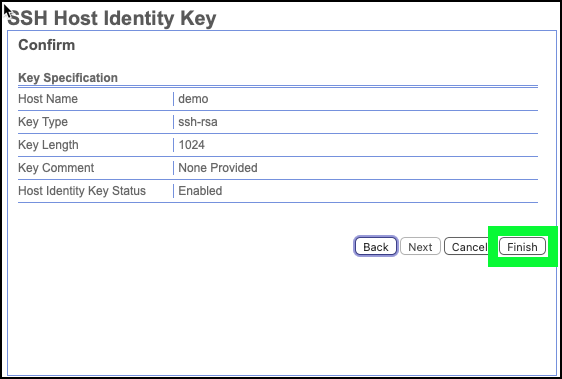 SSH Host Identity Key
Confirm
Key Specification
Host Name demo
Key Type ssh-rsa
Key Length 1024
Key Comment None Provided
Host Identity Key Status Enabled
Back Next Cancel Finish